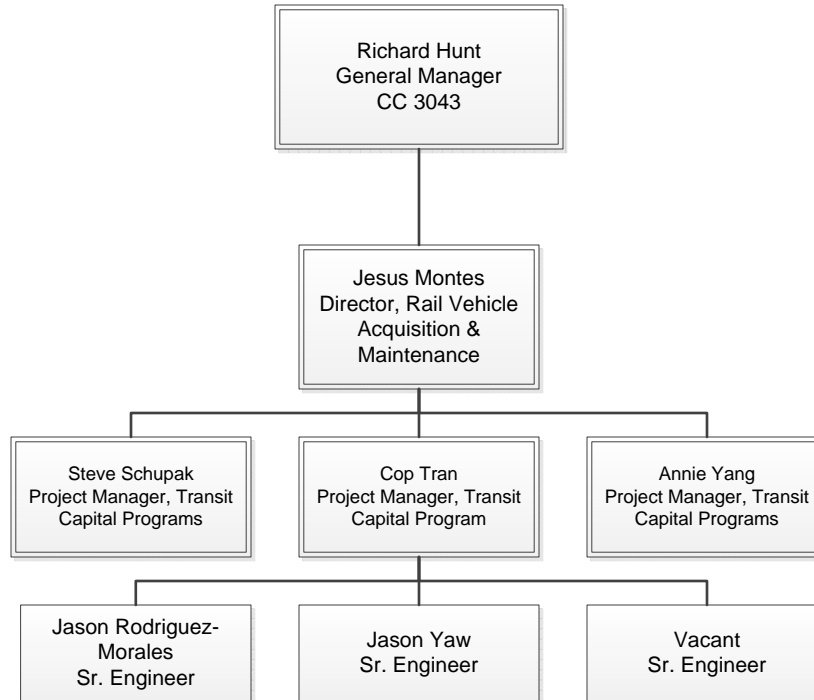 Richard Hunt
General Manager
CC 3043
Jesus Montes
Director, Rail Vehicle
Acquisition &
Maintenance
Steve Schupak
Project Manager, Transit
Capital Programs
Cop Tran
Project Manager, Transit
Capital Program
Annie Yang
Project Manager, Transit
Capital Programs
Jason Rodriguez-
Morales
Sr. Engineer
Jason Yaw
Sr. Engineer
Vacant
Sr. Engineer